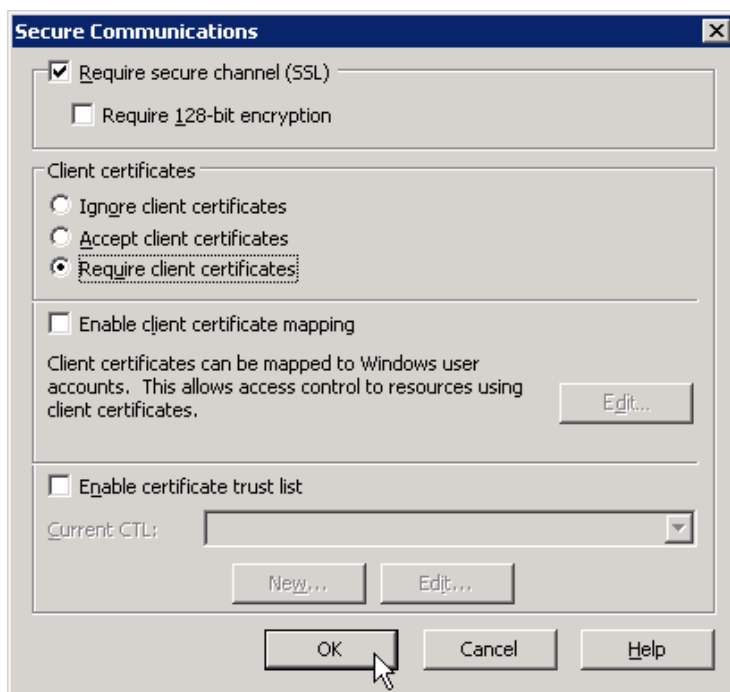 Secure Communications
Require secure channel (SSL)
Require 128-bit encryption
Client certificates
Ignore client certificates
Accept client certificates
Require client certificates
Enable client certificate mapping
Client certificates can be mapped to Windows user
accounts.  This allows access control to resources using
client certificates.
Edit...
Enable certificate trust list
Current CTL:
New...
Edit...
OK
Cancel
Help